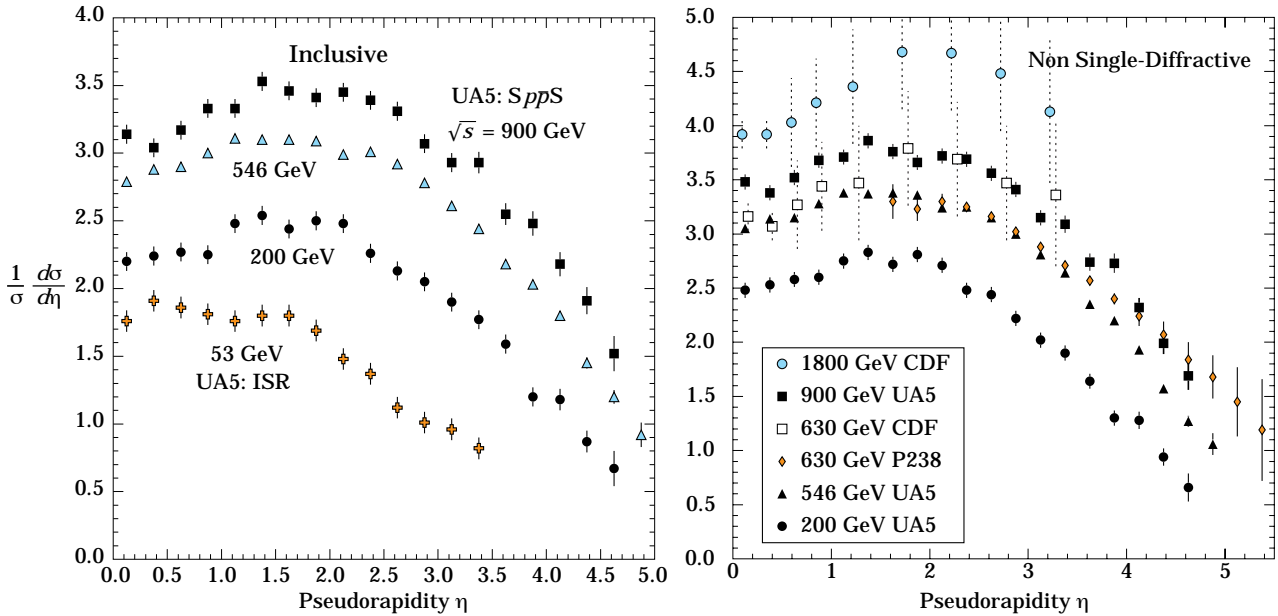 4.0
3.5
3.0
2.5
2.0
1.5
1.0
0.5
0.0
1/σ dσ/dη
Inclusive
UA5: Spp̅S
√s = 900 GeV
546 GeV
200 GeV
53 GeV
UA5: ISR
0.0 0.5 1.0 1.5 2.0 2.5 3.0 3.5 4.0 4.5 5.0
Pseudorapidity η
5.0
4.5
4.0
3.5
3.0
2.5
2.0
1.5
1.0
0.5
0.0
Non Single-Diffractive
1800 GeV CDF
900 GeV UA5
630 GeV CDF
630 GeV P238
546 GeV UA5
200 GeV UA5
0 1 2 3 4 5
Pseudorapidity η